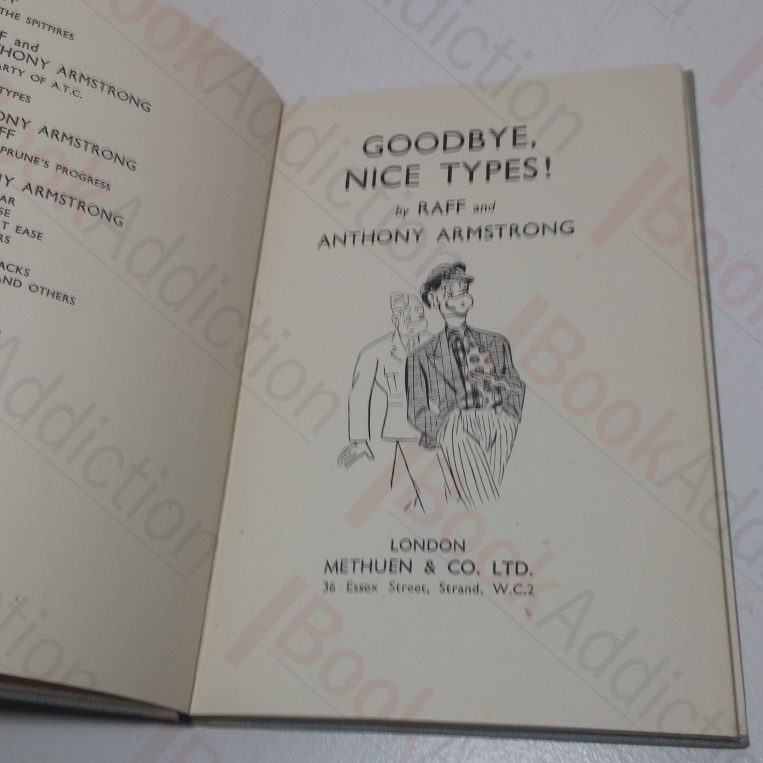 THE SPITFIRES
F and
HONY ARMSTRONG
ARTY OF A.T.C.
TYPES
ONY ARMSTRONG
FF
PRUNE'S PROGRESS
Y ARMSTRONG
AR
SE
T EASE
RS
ACKS
AND OTHERS
GOODBYE,
NICE TYPES!
by RAFF and
ANTHONY ARMSTRONG
LONDON
METHUEN & CO. LTD.
36 Essex Street, Strand, W.C.2
BookAddiction